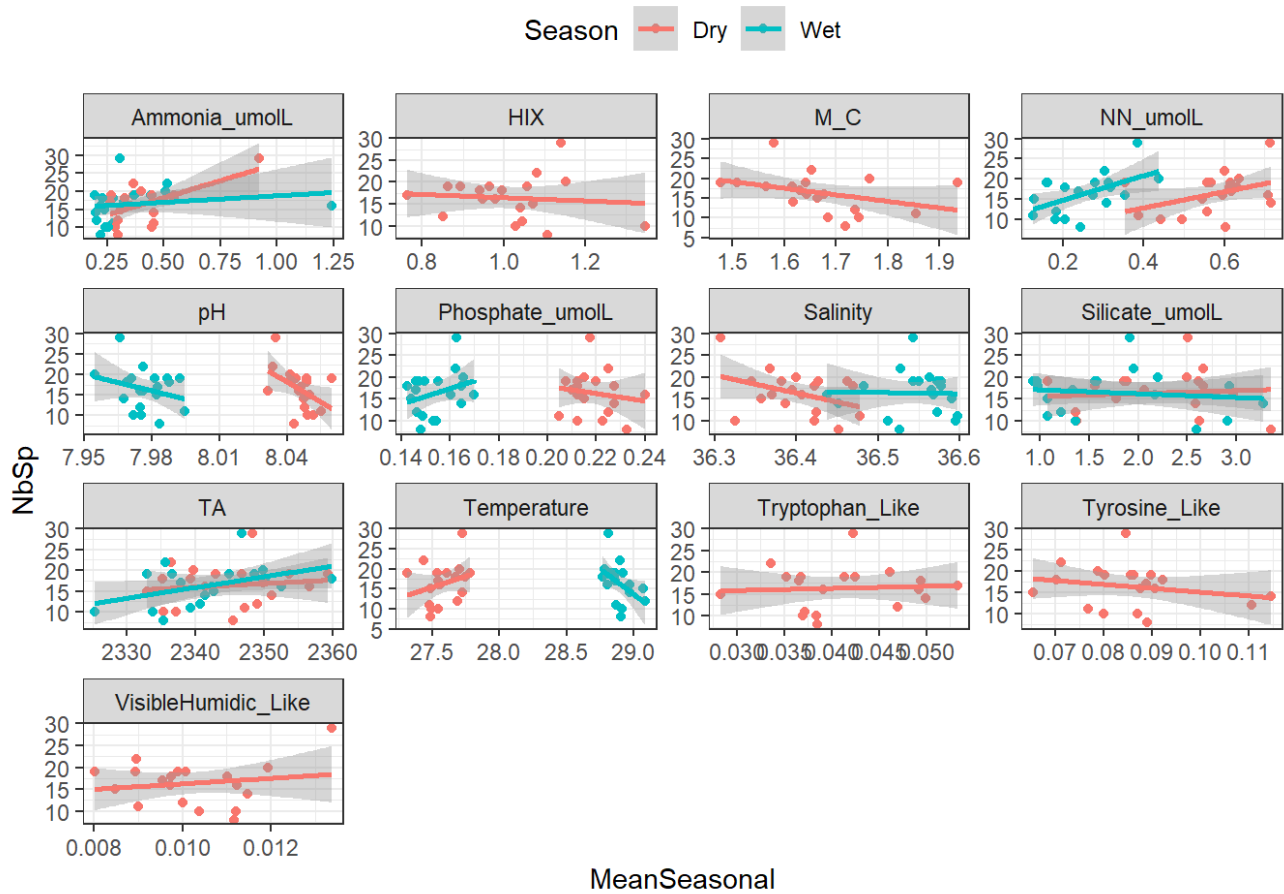 Season Dry Wet
Ammonia_umolL HIX M_C NN_umolL
30 30 30 30
25 25 25 25
20 20 20 20
15 15 15 15
10 10 10 10
5
0.25 0.50 0.75 1.00 1.25 0.8 1.0 1.2 1.5 1.6 1.7 1.8 1.9 0.2 0.4 0.6
pH Phosphate_umolL Salinity Silicate_umolL
30 30 30 30
25 25 25 25
20 20 20 20
15 15 15 15
10 10 10 10
7.95 7.98 8.01 8.04 0.14 0.16 0.18 0.20 0.22 0.24 36.3 36.4 36.5 36.6 1.0 1.5 2.0 2.5 3.0
NbSp
TA Temperature Tryptophan_Like Tyrosine_Like
30 30 30 30
25 25 25 25
20 20 20 20
15 15 15 15
10 10 10 10
5
2330 2340 2350 2360 27.5 28.0 28.5 29.0 0.030 0.035 0.040 0.045 0.050 0.07 0.08 0.09 0.10 0.11
VisibleHumidic_Like
30
25
20
15
10
0.008 0.010 0.012
MeanSeasonal